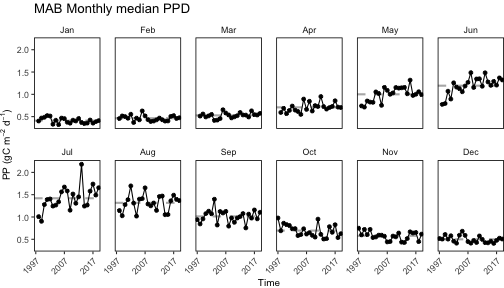 MAB Monthly median PPD
Jan Feb Mar Apr May Jun
2.0
1.5
1.0
0.5
Jul Aug Sep Oct Nov Dec
2.0
1.5
1.0
0.5
PP (gC m⁻² d⁻¹)
1997 2007 2017 1997 2007 2017 1997 2007 2017 1997 2007 2017 1997 2007 2017 1997 2007 2017
Time